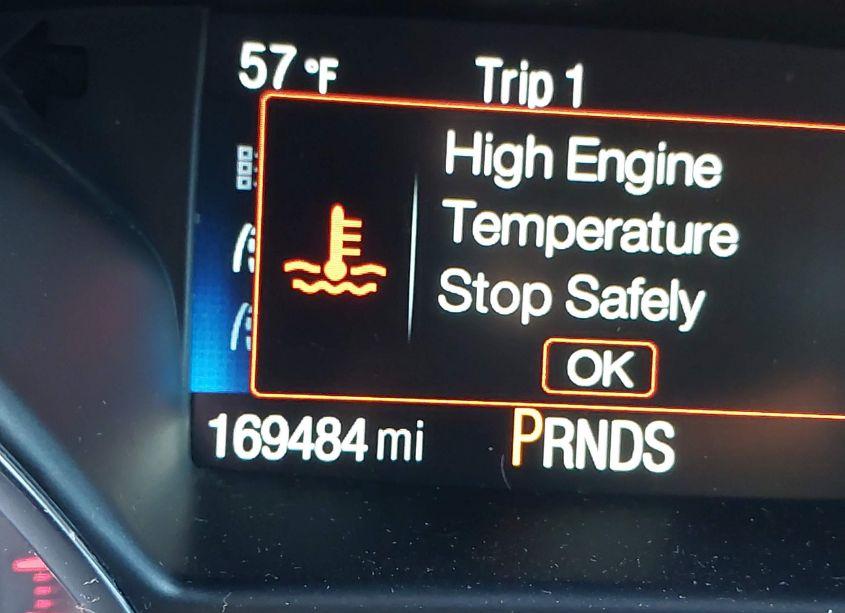 57 °F
Trip 1
High Engine
Temperature
Stop Safely
OK
169484 mi
PRNDS